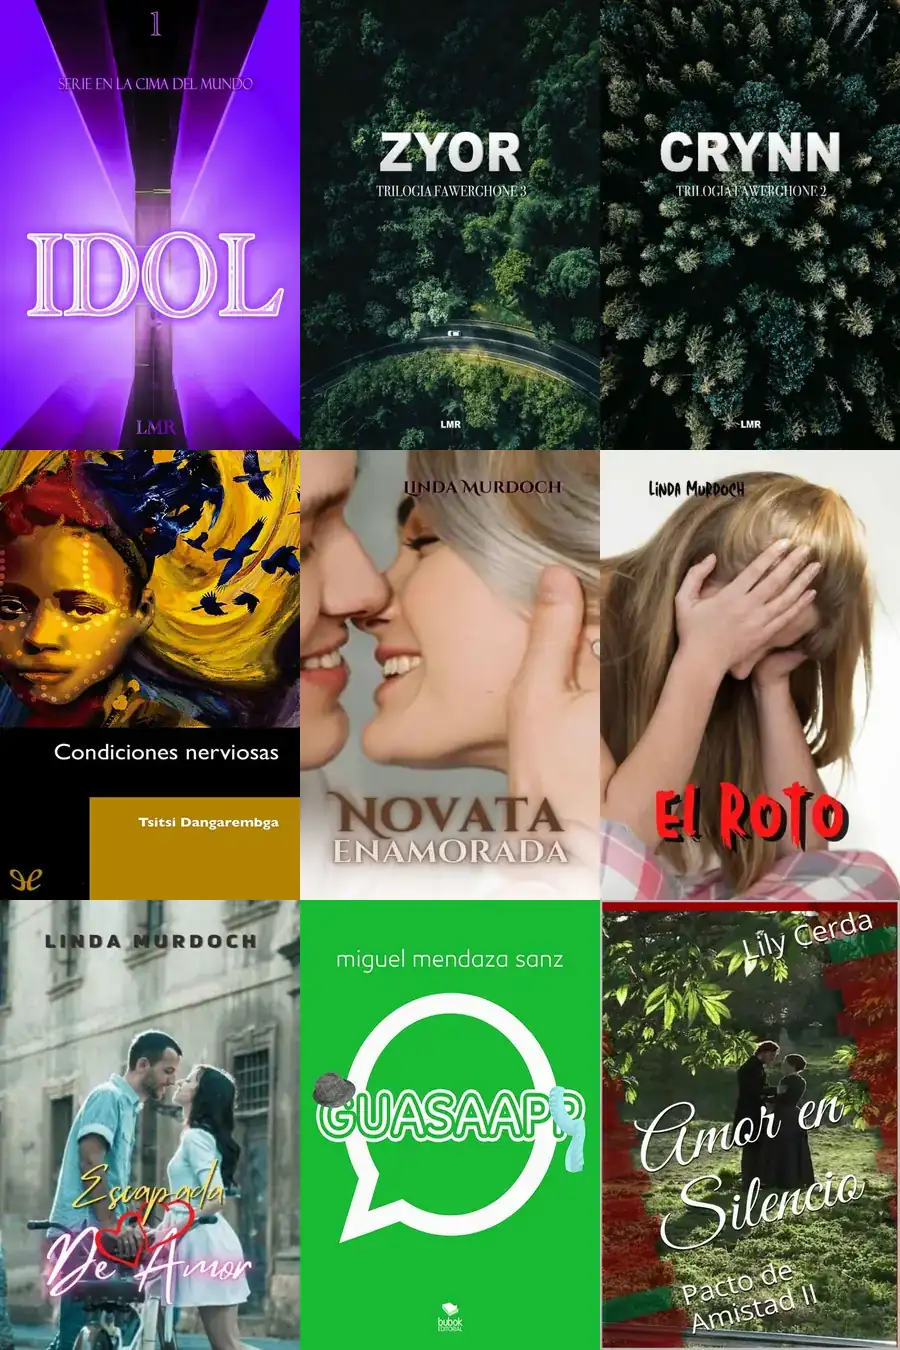 1
SERIE EN LA CIMA DEL MUNDO
IDOL
LMR
ZYOR
TRILOGIA FAWERGHONE 3
LMR
CRYNN
TRILOGIA FAWERGHONE 2
LMR
Condiciones nerviosas
Tsitsi Dangarembga
LINDA MURDOCH
NOVATA
ENAMORADA
LINDA MURDOCH
El Roto
LINDA MURDOCH
Escapada
De Amor
miguel mendaza sanz
GUASAAPP
bubok
EDITORIAL
Lily Cerda
Amor en
Silencio
Pacto de
Amistad II